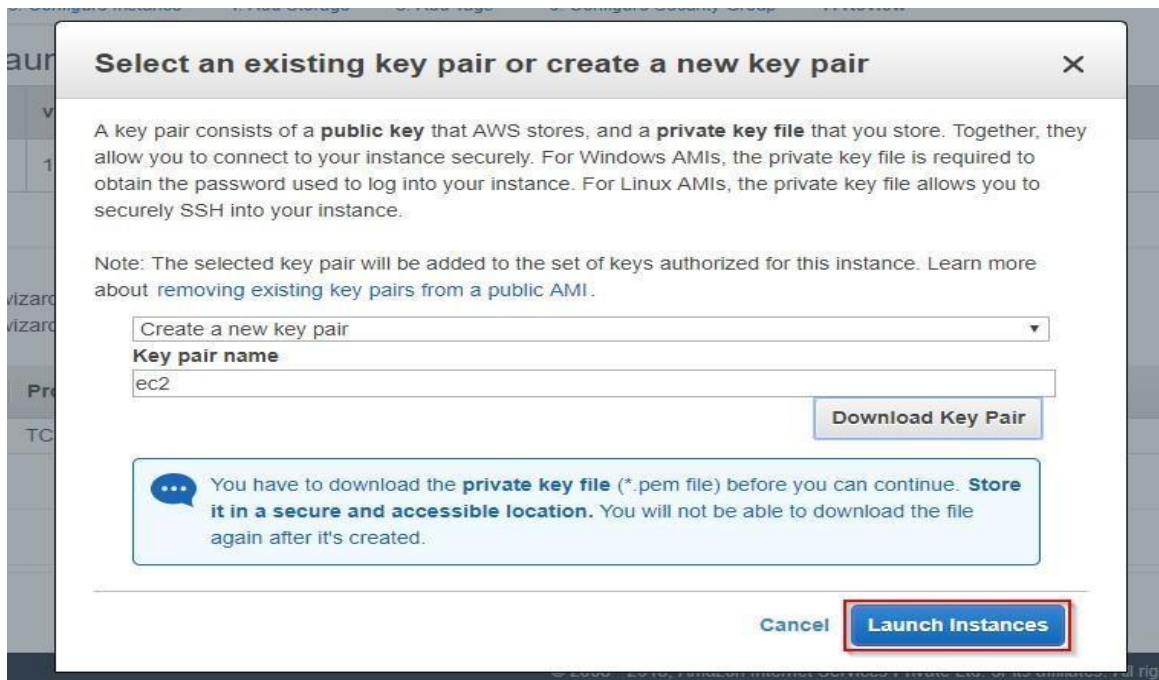 Select an existing key pair or create a new key pair
A key pair consists of a public key that AWS stores, and a private key file that you store. Together, they
allow you to connect to your instance securely. For Windows AMIs, the private key file is required to
obtain the password used to log into your instance. For Linux AMIs, the private key file allows you to
securely SSH into your instance.
Note: The selected key pair will be added to the set of keys authorized for this instance. Learn more
about removing existing key pairs from a public AMI.
Create a new key pair
Key pair name
ec2
Download Key Pair
You have to download the private key file (*.pem file) before you can continue. Store
it in a secure and accessible location. You will not be able to download the file
again after it's created.
Cancel Launch Instances